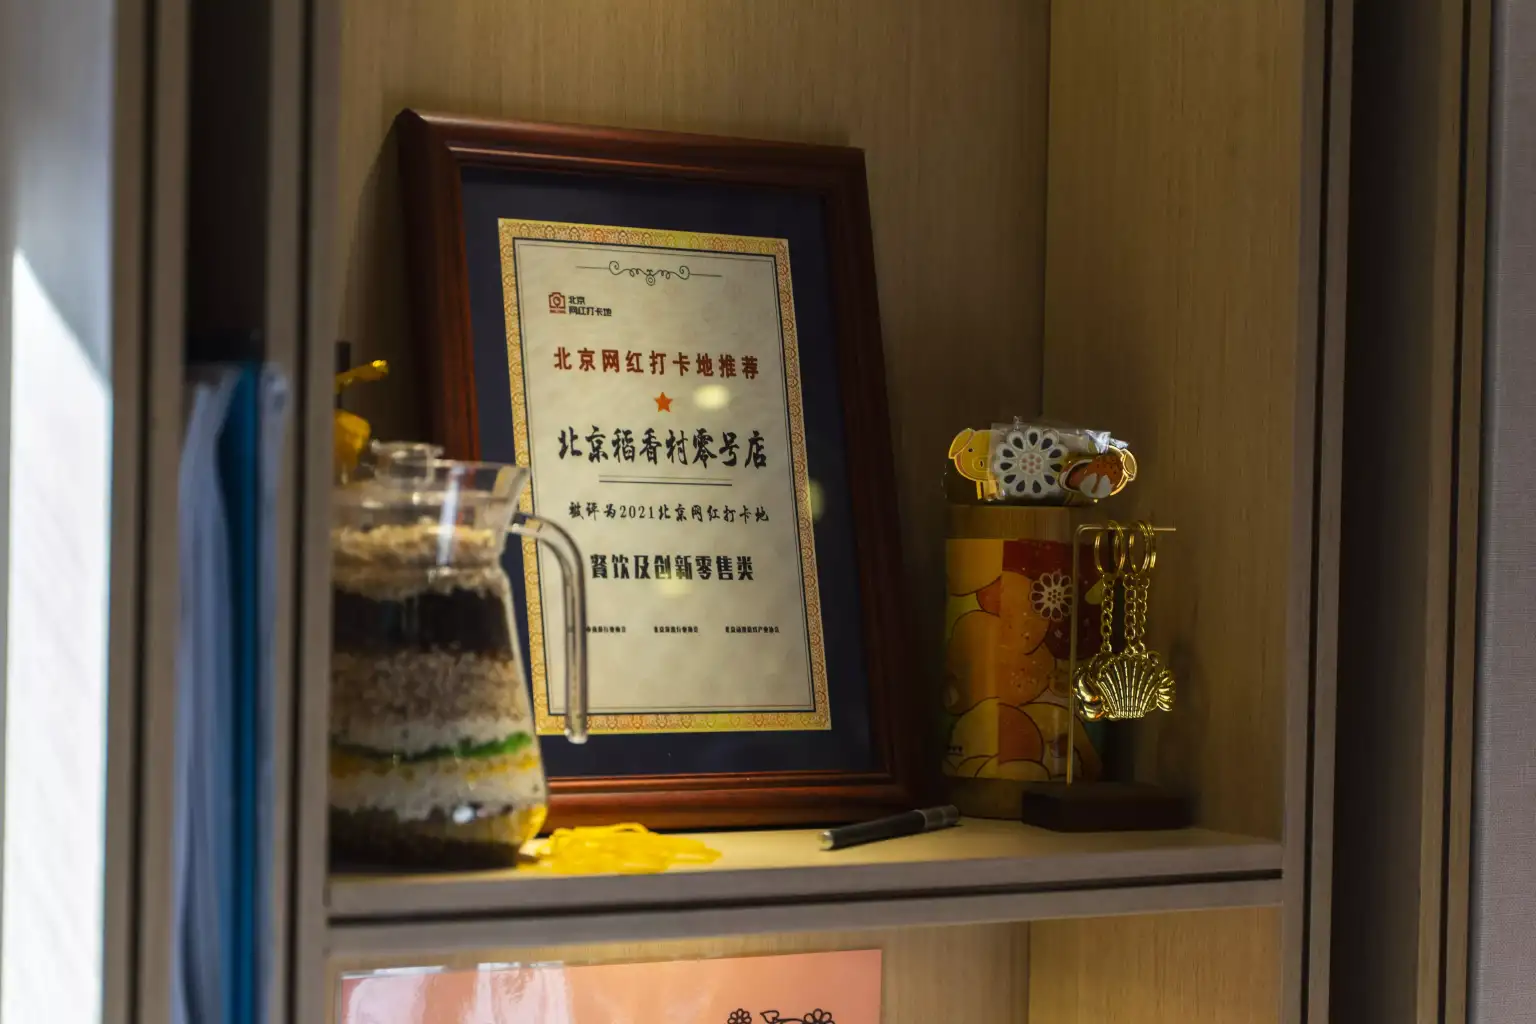 北京
网红打卡地
北京网红打卡地推荐
北京稻香村零号店
被评为2021北京网红打卡地
餐饮及创新零售类